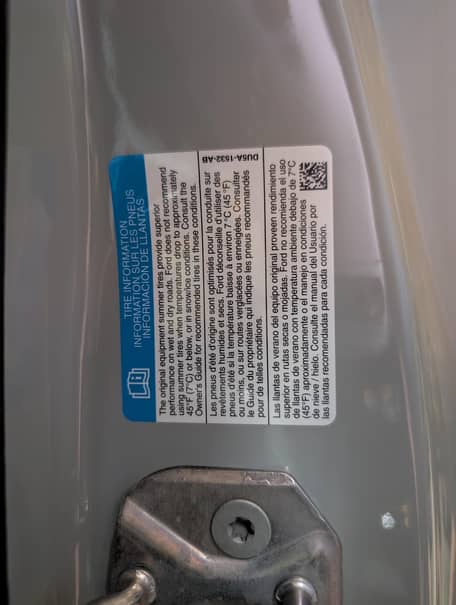 TIRE INFORMATION
INFORMATION SUR LES PNEUS
INFORMACIÓN DE LLANTAS
The original equipment summer tires provide superior
performance on wet and dry roads. Ford does not recommend
using summer tires when temperatures drop to approximately
45°F (7°C) or below, or in snow/ice conditions. Consult the
Owner's Guide for recommended tires in these conditions.
Les pneus d'été d'origine sont optimisés pour la conduite sur
revêtements humides et secs. Ford déconseille d'utiliser des
pneus d'été si la température baisse à environ 7 °C (45 °F)
ou moins, ou sur routes verglacées ou enneigées. Consulter
le Guide du propriétaire qui indique les pneus recommandés
pour de telles conditions.
DU5A-1532-AB
Las llantas de verano del equipo original proveen rendimiento
superior en rutas secas o mojadas. Ford no recomienda el uso
de llantas de verano con temperatura ambiente debajo de 7°C
(45°F) aproximadamente o el manejo en condiciones
de nieve / hielo. Consulte el manual del Usuario por
las llantas recomendadas para cada condición.